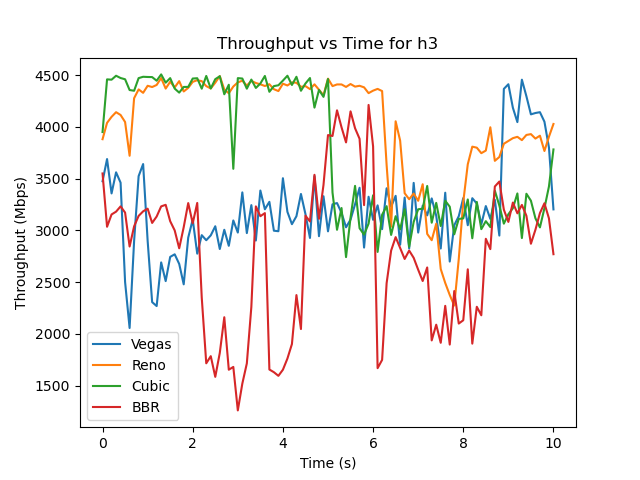 Throughput vs Time for h3
Throughput (Mbps)
4500
4000
3500
3000
2500
2000
1500
Vegas
Reno
Cubic
BBR
0 2 4 6 8 10
Time (s)